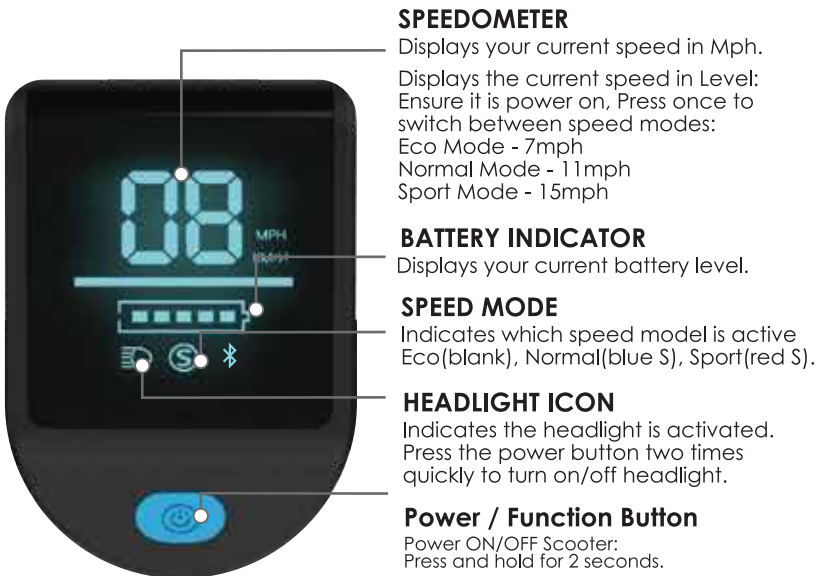 SPEEDOMETER
Displays your current speed in Mph.
Displays the current speed in Level:
Ensure it is power on, Press once to
switch between speed modes:
Eco Mode - 7mph
Normal Mode - 11mph
Sport Mode - 15mph
08
MPH
KM/H
BATTERY INDICATOR
Displays your current battery level.
SPEED MODE
Indicates which speed model is active
Eco(blank), Normal(blue S), Sport(red S).
S
HEADLIGHT ICON
Indicates the headlight is activated.
Press the power button two times
quickly to turn on/off headlight.
Power / Function Button
Power ON/OFF Scooter:
Press and hold for 2 seconds.